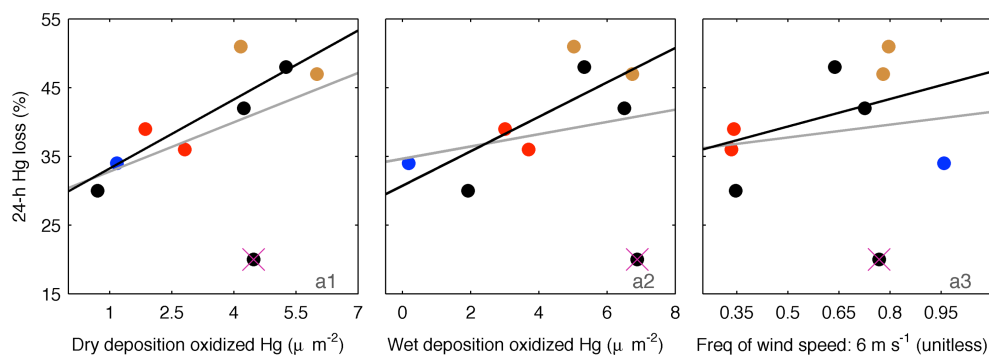 55
45
35
25
15
24-h Hg loss (%)
1 2.5 4 5.5 7
Dry deposition oxidized Hg (μ m⁻²)
a1
0 2 4 6 8
Wet deposition oxidized Hg (μ m⁻²)
a2
0.35 0.5 0.65 0.8 0.95
Freq of wind speed: 6 m s⁻¹ (unitless)
a3